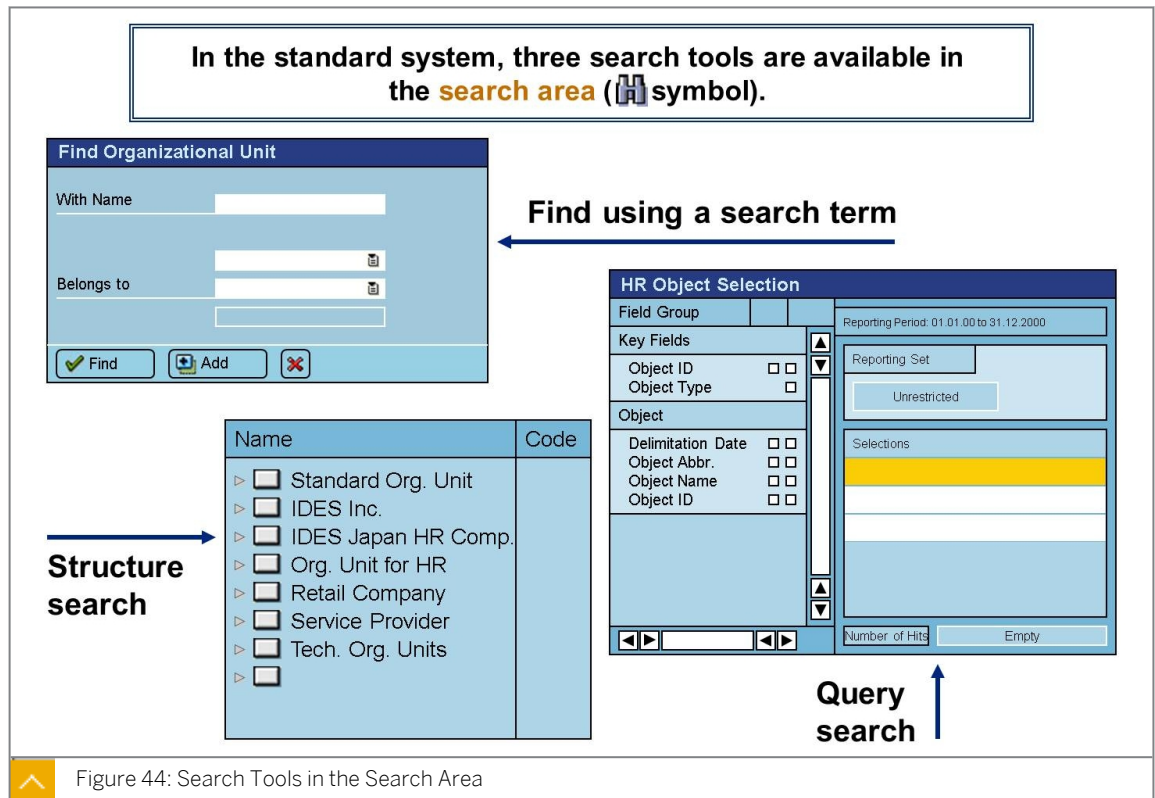 In the standard system, three search tools are available in
the search area ( symbol).
Find Organizational Unit
With Name
Belongs to
Find
Add
Find using a search term
HR Object Selection
Field Group
Key Fields
Object ID
Object Type
Object
Delimitation Date
Object Abbr.
Object Name
Object ID
Reporting Period: 01.01.00 to 31.12.2000
Reporting Set
Unrestricted
Selections
Number of Hits
Empty
Name
Code
Standard Org. Unit
IDES Inc.
IDES Japan HR Comp.
Org. Unit for HR
Retail Company
Service Provider
Tech. Org. Units
Structure
search
Query
search
Figure 44: Search Tools in the Search Area